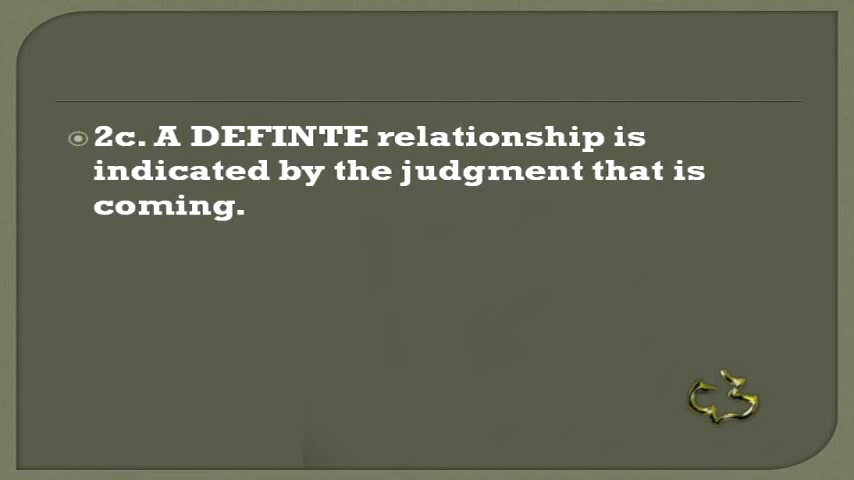 2c. A DEFINTE relationship is
indicated by the judgment that is
coming.